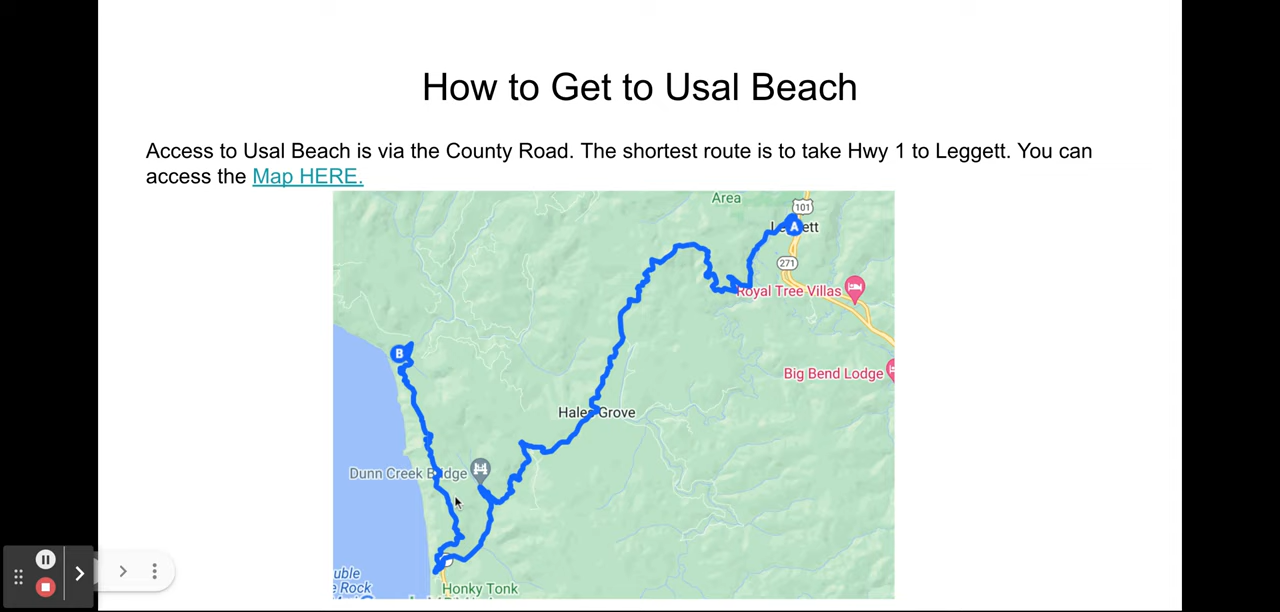 How to Get to Usal Beach
Access to Usal Beach is via the County Road. The shortest route is to take Hwy 1 to Leggett. You can
access the Map HERE.
Area
101
A
271
Royal Tree Villas
B
Big Bend Lodge
Hales Grove
Dunn Creek Bridge
uble
Rock
Honky Tonk